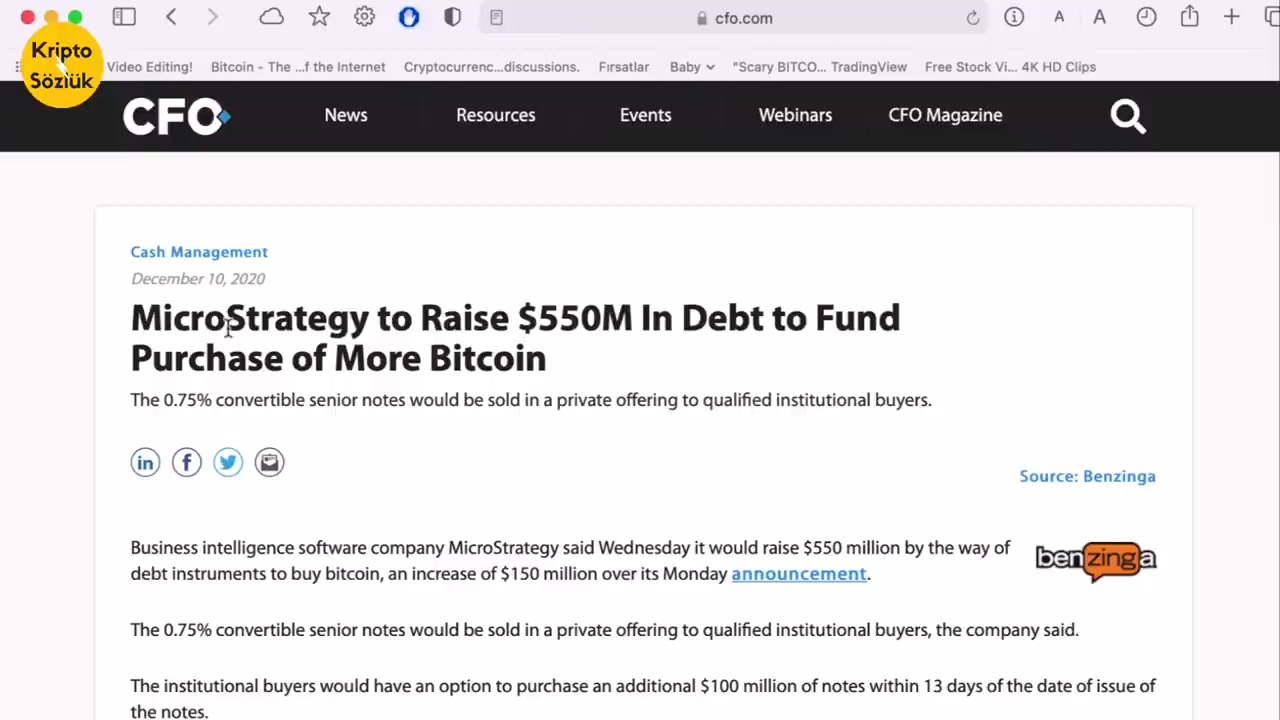 cfo.com
A A
Kripto
Sözlük
Video Editing! Bitcoin - The ...f the Internet Cryptocurrenc...discussions. Fırsatlar Baby "Scary BITCO... TradingView Free Stock Vi... 4K HD Clips
CFO News Resources Events Webinars CFO Magazine
Cash Management
December 10, 2020
MicroStrategy to Raise $550M In Debt to Fund
Purchase of More Bitcoin
The 0.75% convertible senior notes would be sold in a private offering to qualified institutional buyers.
in f
Source: Benzinga
Business intelligence software company MicroStrategy said Wednesday it would raise $550 million by the way of
debt instruments to buy bitcoin, an increase of $150 million over its Monday announcement.
benzinga
The 0.75% convertible senior notes would be sold in a private offering to qualified institutional buyers, the company said.
The institutional buyers would have an option to purchase an additional $100 million of notes within 13 days of the date of issue of
the notes.